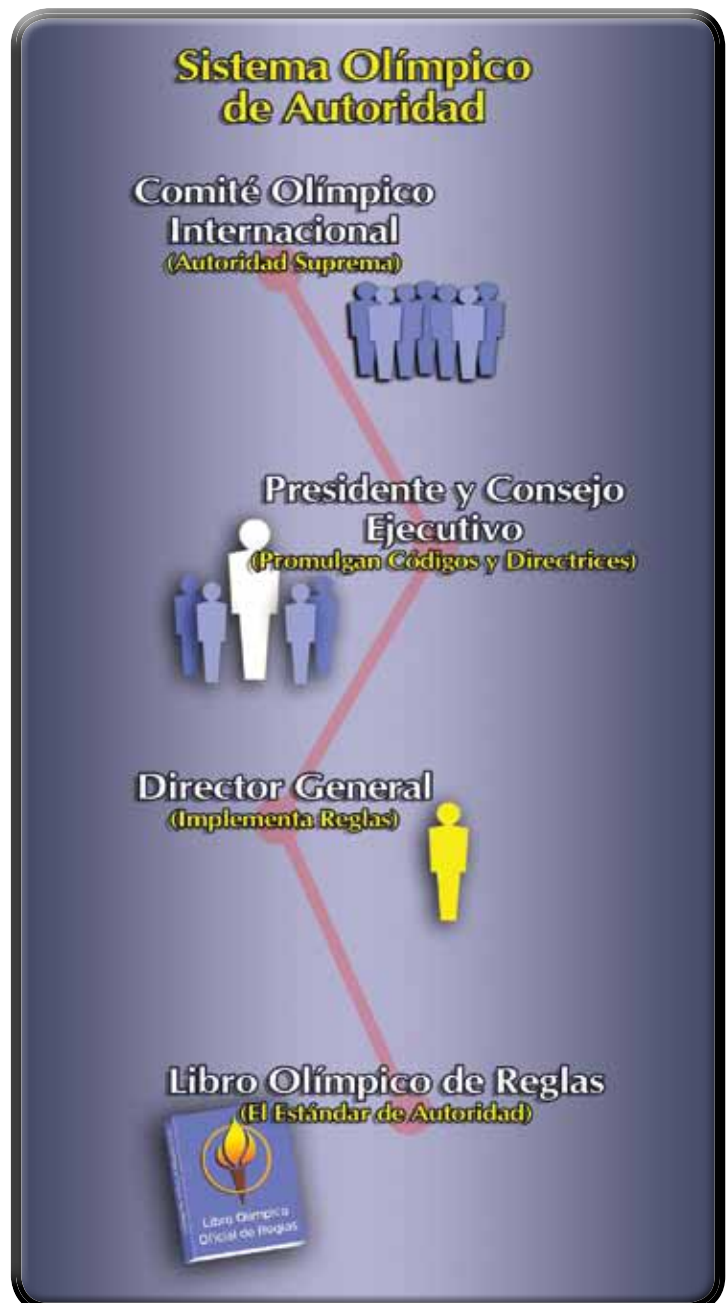 Sistema Olímpico
de Autoridad
Comité Olímpico
Internacional
(Autoridad Suprema)
Presidente y Consejo
Ejecutivo
(Promulgan Códigos y Directrices)
Director General
(Implementa Reglas)
Libro Olímpico de Reglas
(El Estándar de Autoridad)
Libro Olímpico
Oficial de Reglas